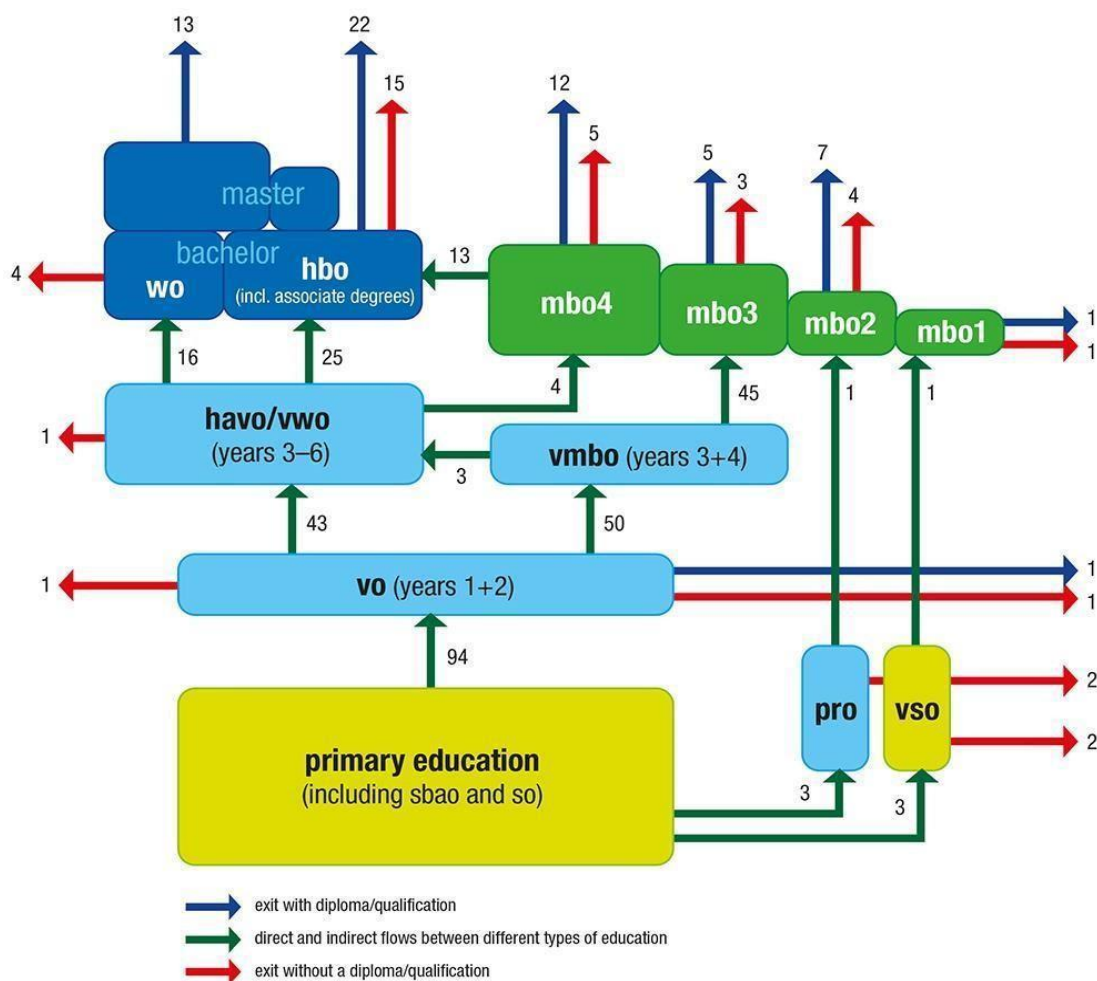 13
22
15
12
5
5
3
7
4
master
bachelor
4
wo
hbo
(incl. associate degrees)
13
mbo4
mbo3
mbo2
mbo1
1
1
16
25
4
45
1
1
havo/vwo
(years 3–6)
1
vmbo (years 3+4)
3
43
50
vo (years 1+2)
1
1
1
94
pro
vso
2
2
primary education
(including sbao and so)
3
3
exit with diploma/qualification
direct and indirect flows between different types of education
exit without a diploma/qualification